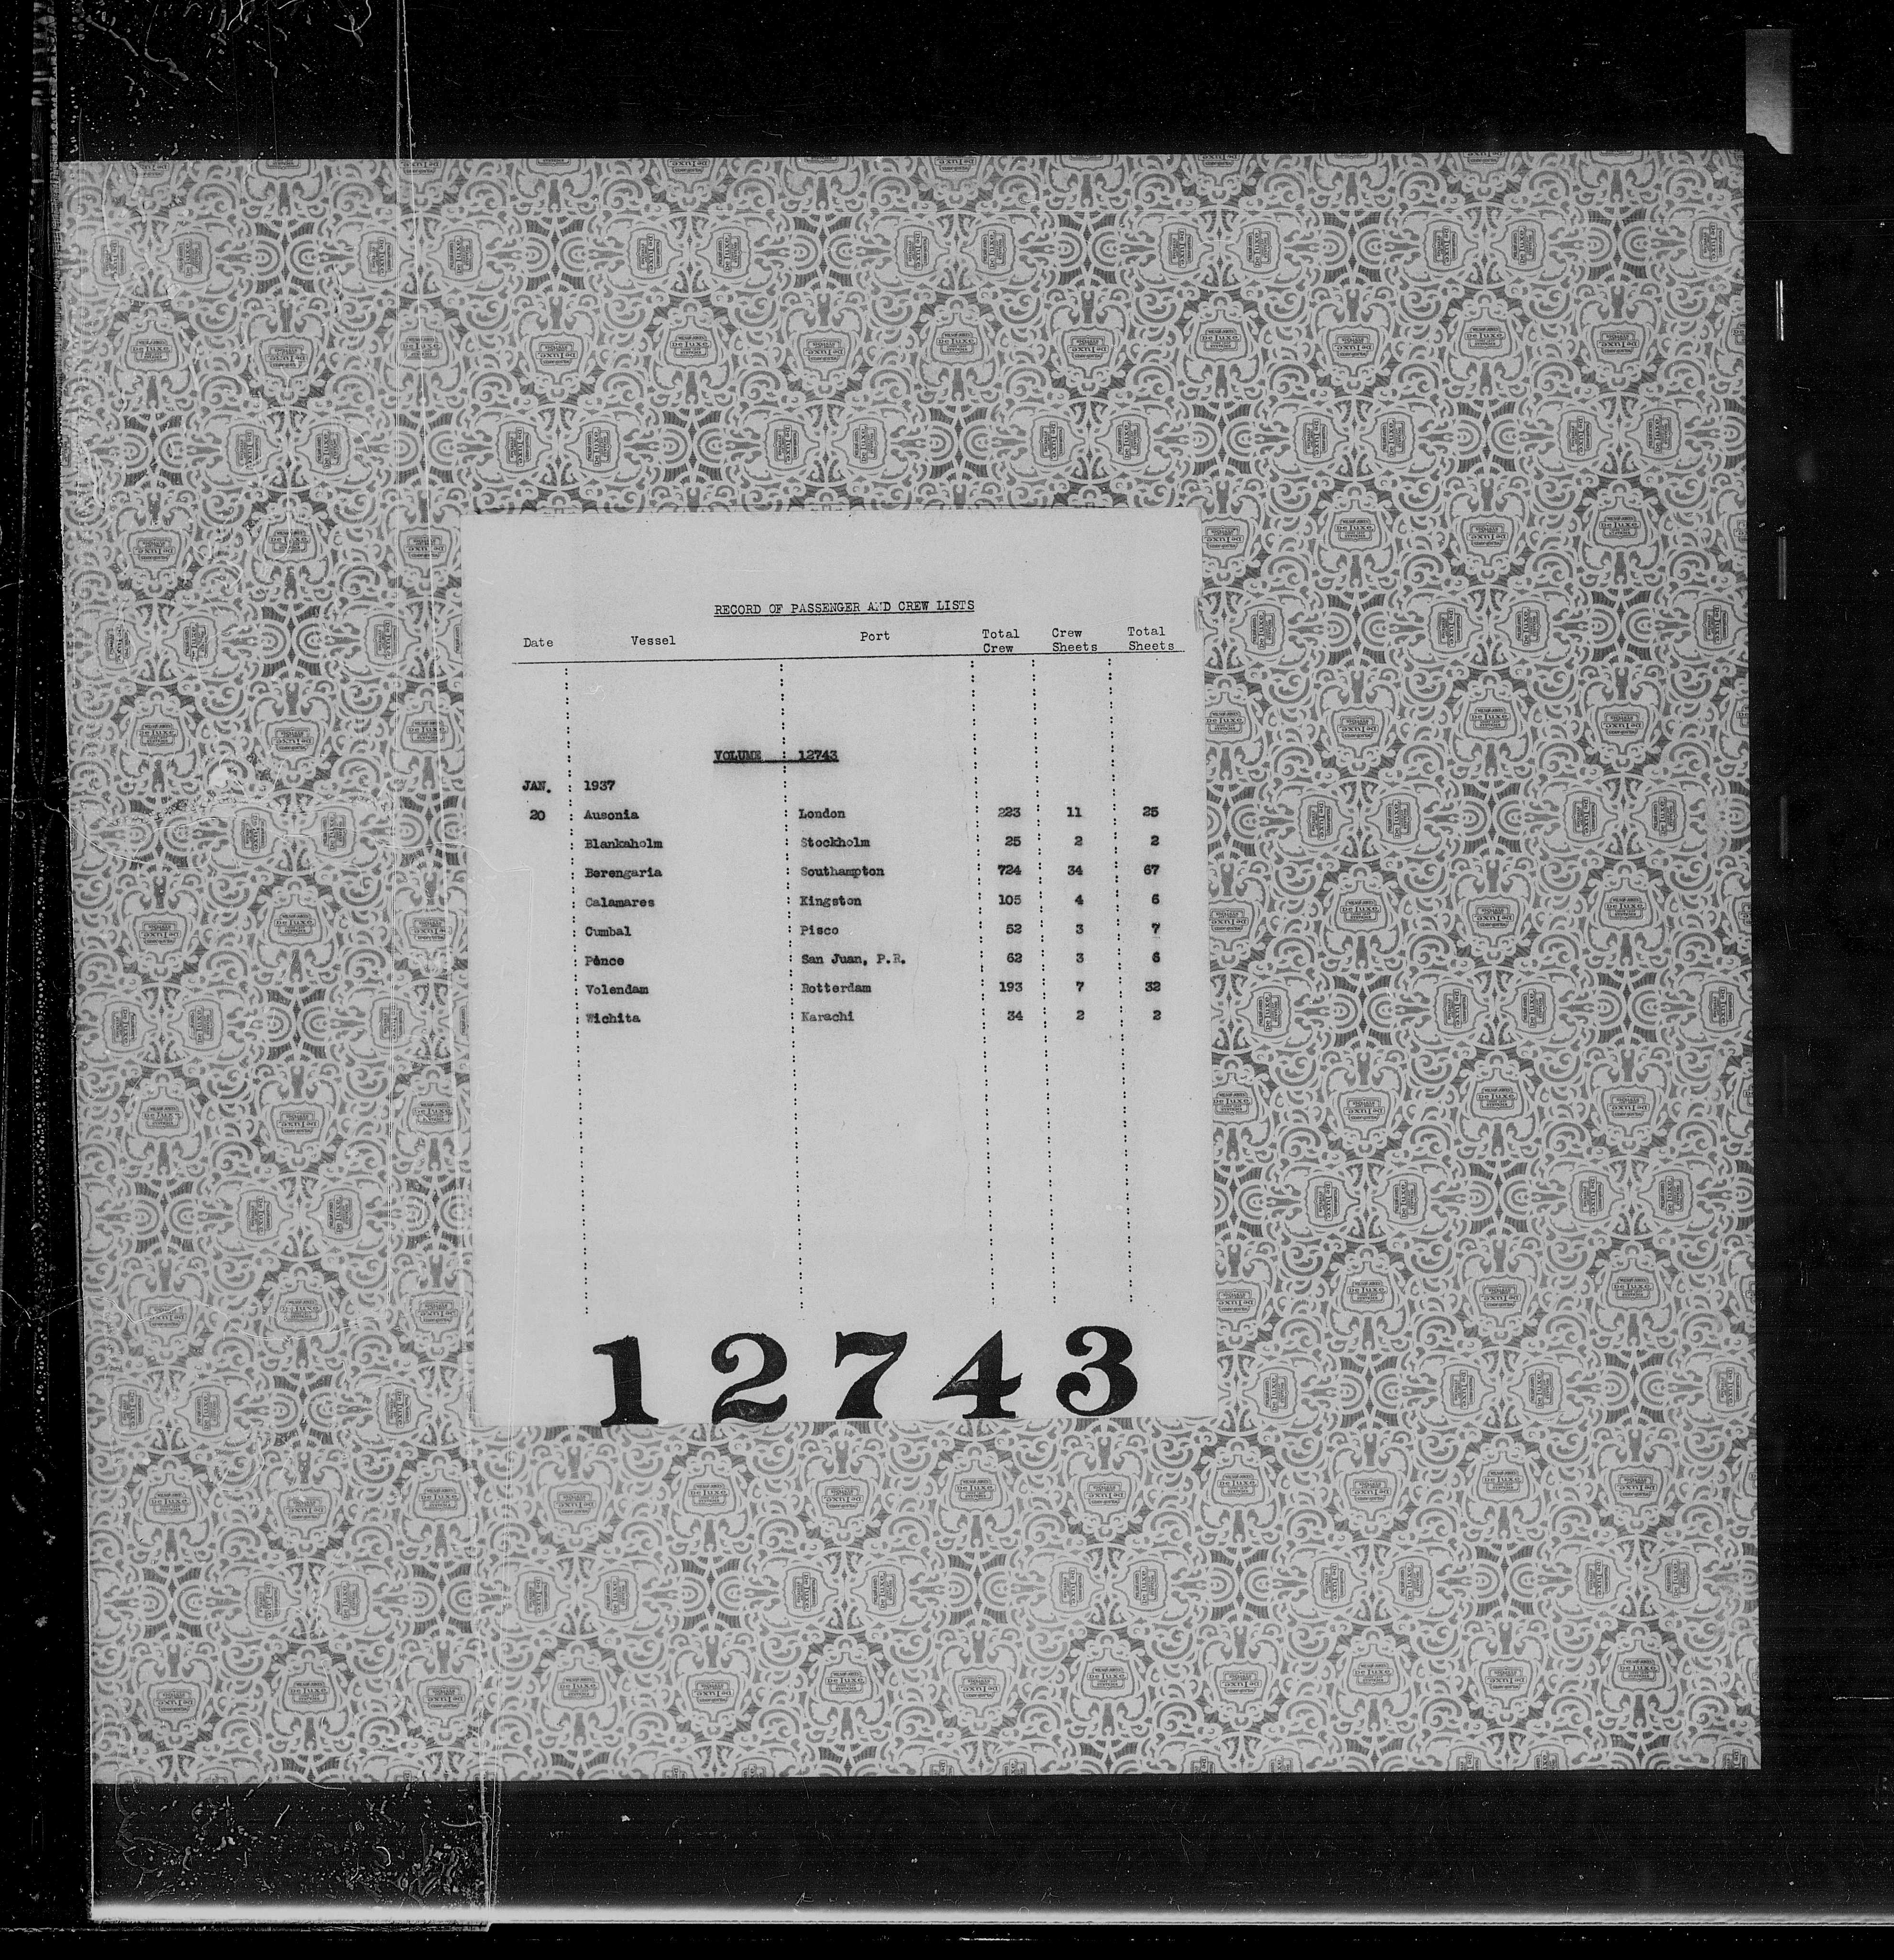 RECORD OF PASSENGER AND CREW LISTS
Date Vessel Port Total Crew Crew Sheets Total Sheets
VOLUME : 12743
JAN. 1937
20 Ausonia London 223 11 25
Blankaholm Stockholm 25 2 2
Berengaria Southampton 724 34 67
Calamares Kingston 105 4 6
Cumbal Pisco 52 3 7
Ponce San Juan, P.R. 62 3 6
Volendam Rotterdam 193 7 32
Wichita Karachi 34 2 2
12743